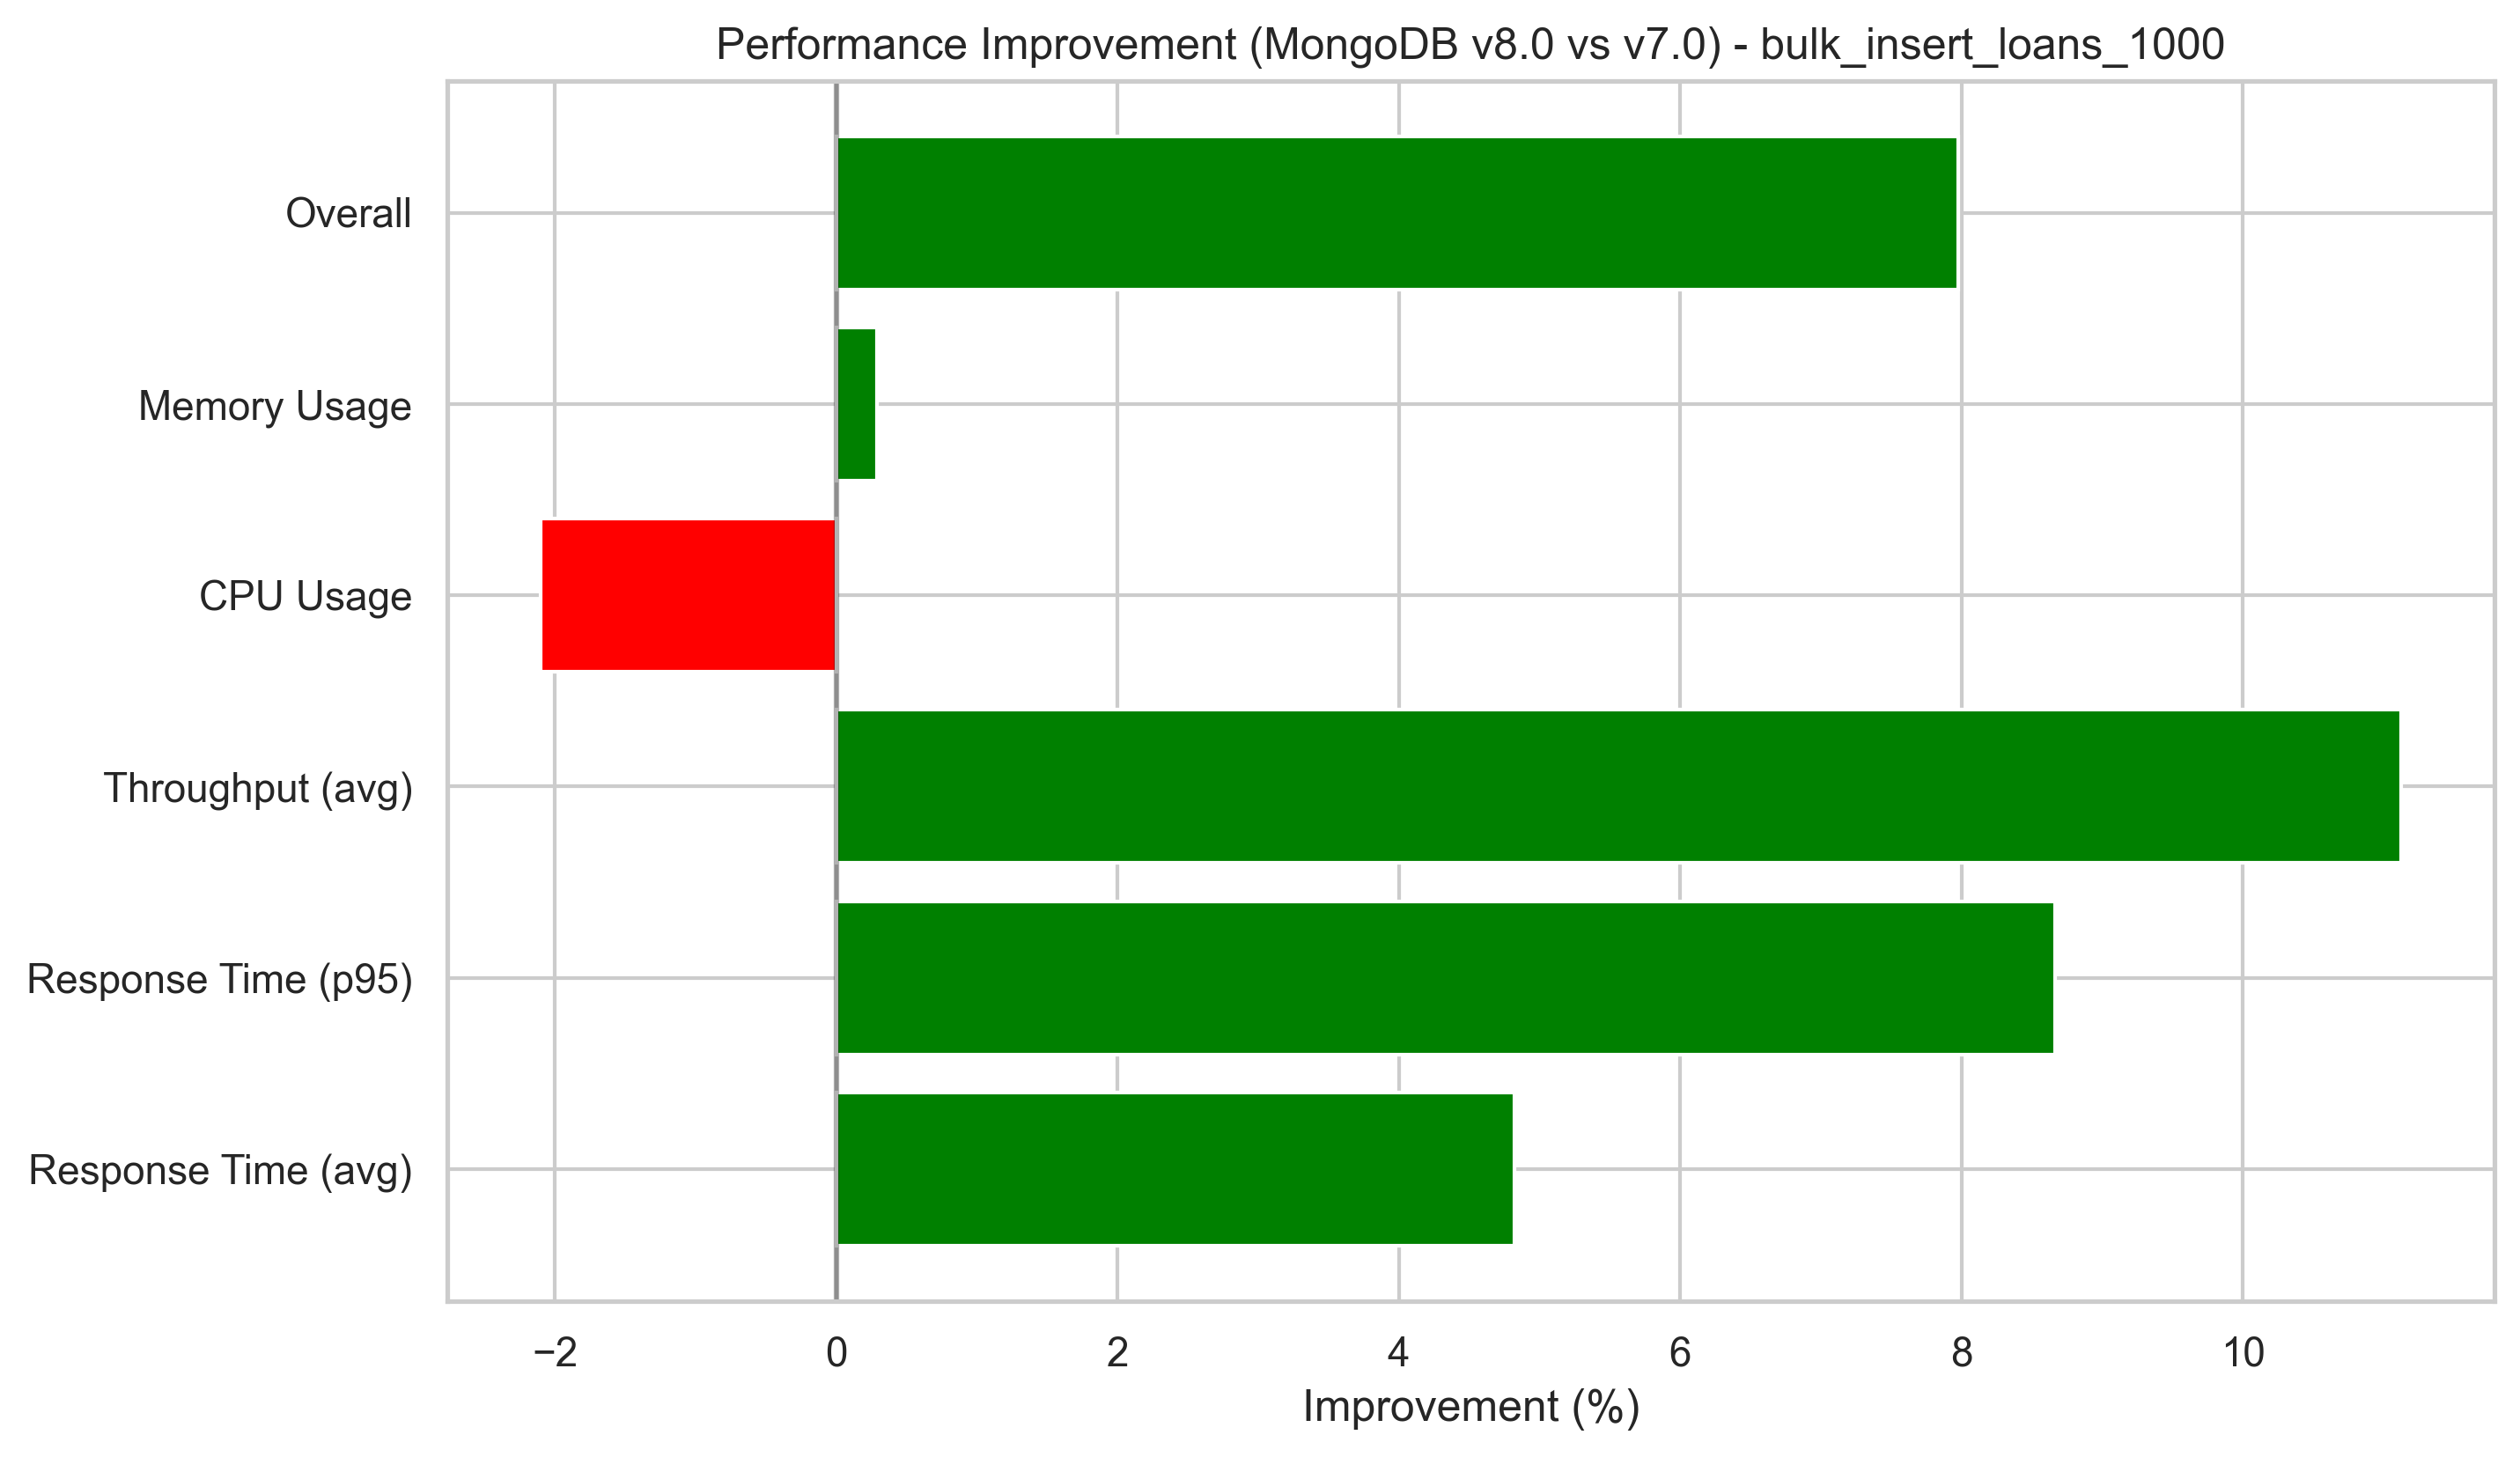 Performance Improvement (MongoDB v8.0 vs v7.0) - bulk_insert_loans_1000
Overall
Memory Usage
CPU Usage
Throughput (avg)
Response Time (p95)
Response Time (avg)
−2 0 2 4 6 8 10
Improvement (%)